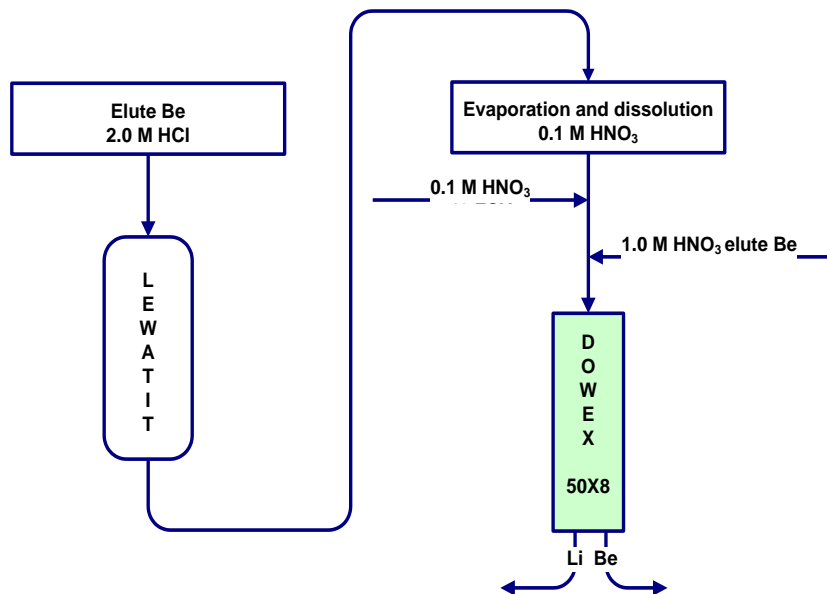 Elute Be
2.0 M HCl
Evaporation and dissolution
0.1 M HNO₃
0.1 M HNO₃
1.0 M HNO₃ elute Be
L
E
W
A
T
I
T
D
O
W
E
X
50X8
Li Be